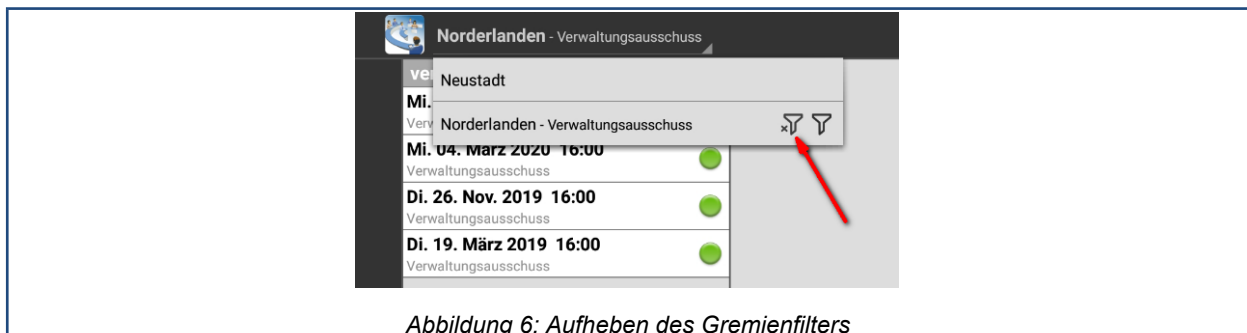 Norderlanden - Verwaltungsausschuss
Neustadt
Mi.
Norderlanden - Verwaltungsausschuss
Mi. 04. März 2020 16:00
Verwaltungsausschuss
Di. 26. Nov. 2019 16:00
Verwaltungsausschuss
Di. 19. März 2019 16:00
Verwaltungsausschuss
Abbildung 6: Aufheben des Gremienfilters